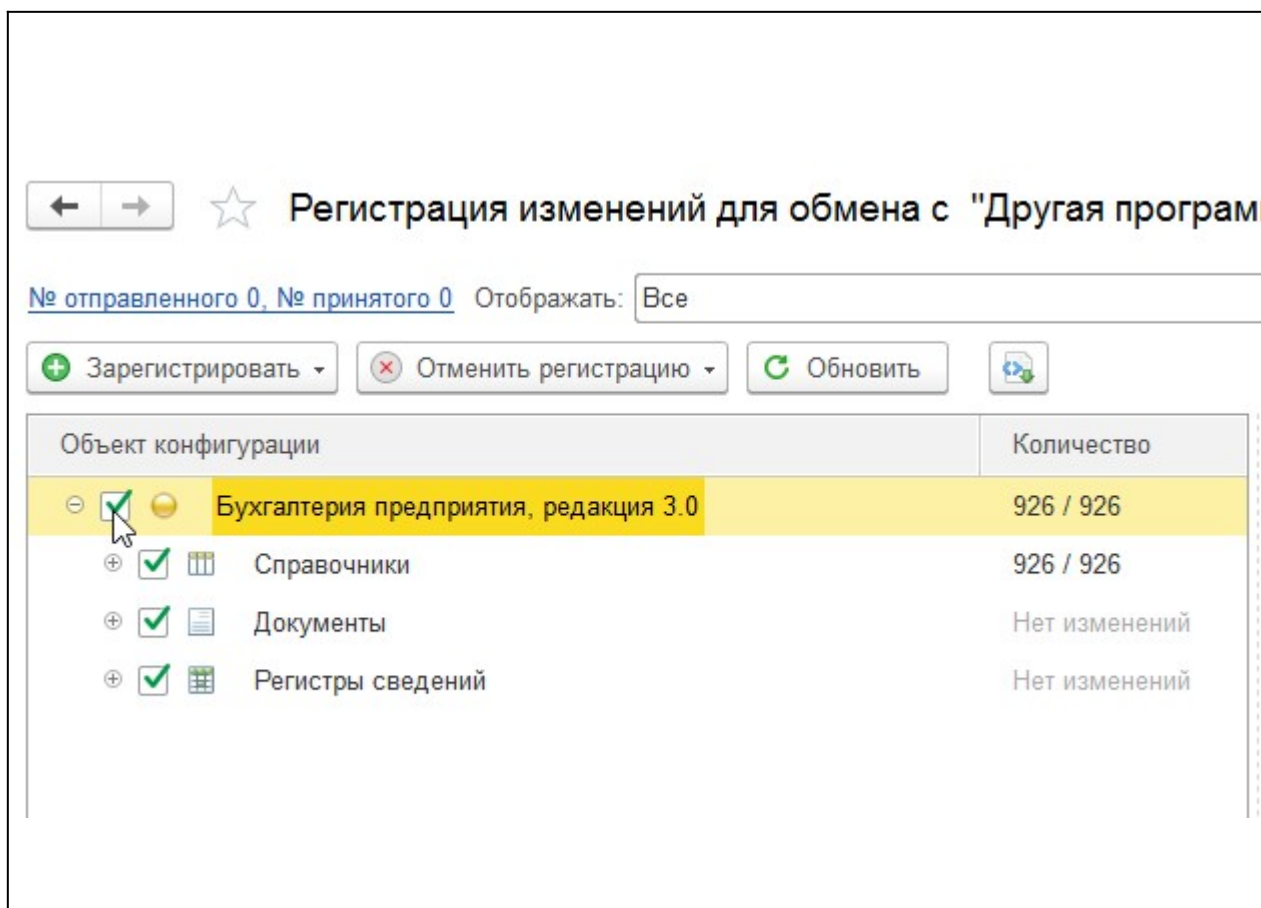 Регистрация изменений для обмена с "Другая програм
№ отправленного 0, № принятого 0 Отображать: Все
Зарегистрировать Отменить регистрацию Обновить
Объект конфигурации Количество
Бухгалтерия предприятия, редакция 3.0 926 / 926
Справочники 926 / 926
Документы Нет изменений
Регистры сведений Нет изменений